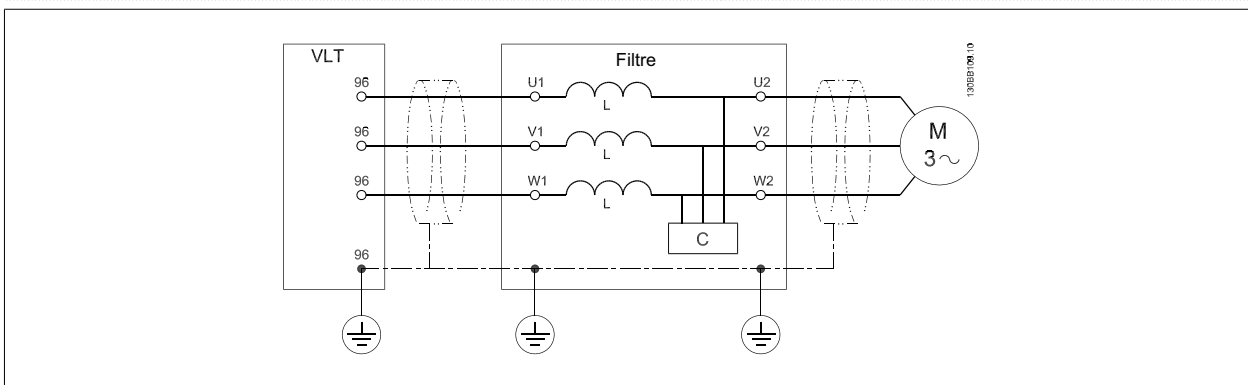 VLT
Filtre
96 U1 L U2
96 V1 L V2
M
3~
96 W1 L W2
C
96
130BB109.10